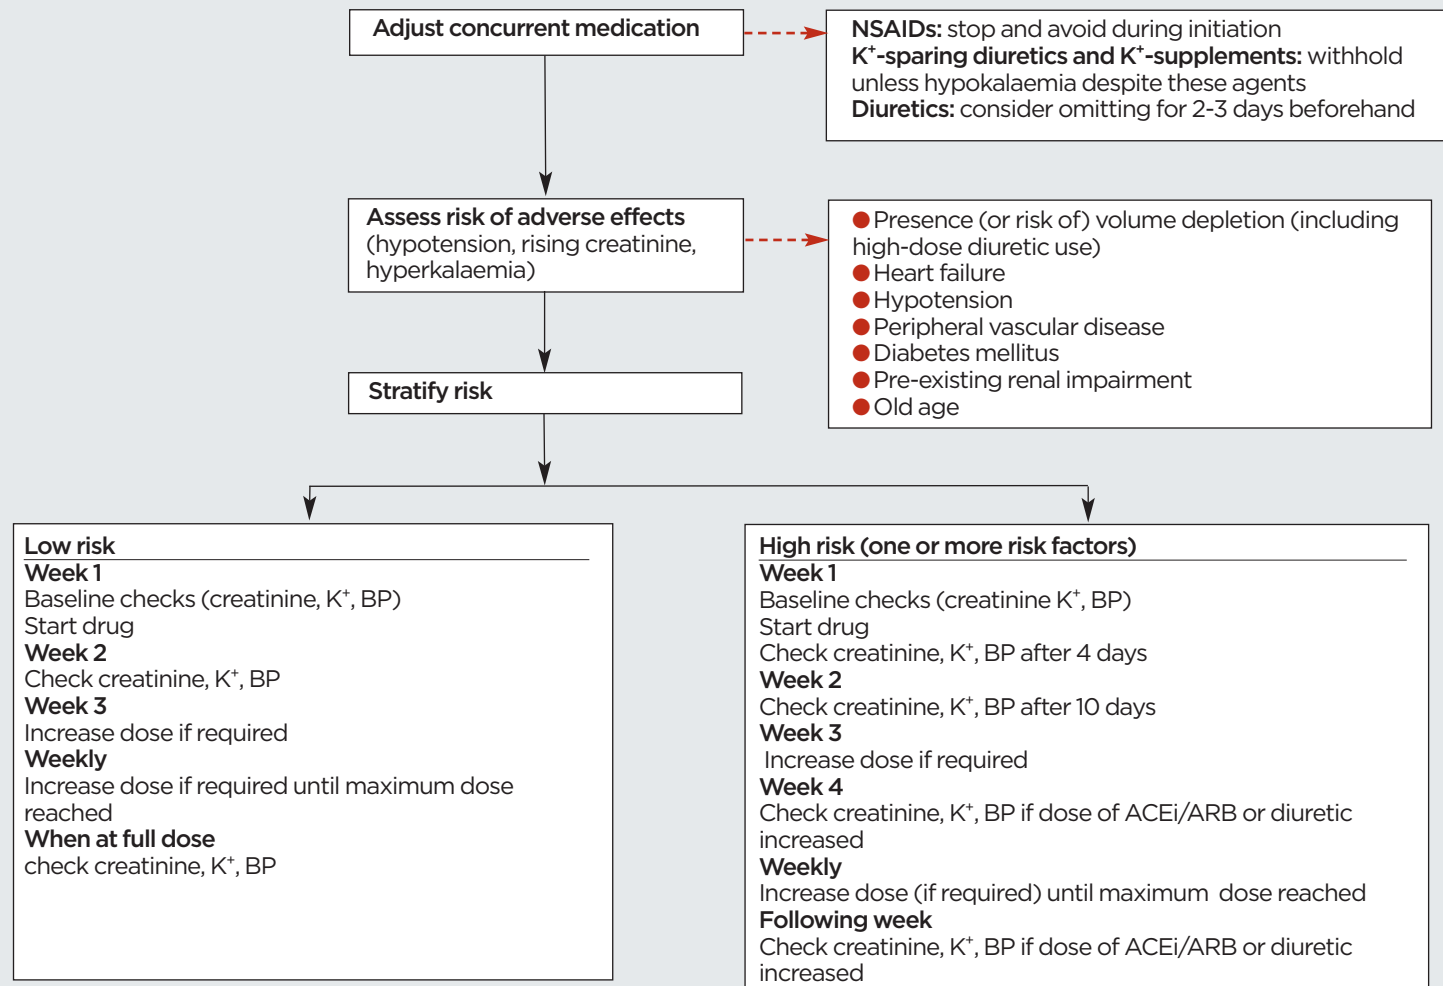 Adjust concurrent medication
NSAIDs: stop and avoid during initiation
K⁺-sparing diuretics and K⁺-supplements: withhold
unless hypokalaemia despite these agents
Diuretics: consider omitting for 2-3 days beforehand
Assess risk of adverse effects
(hypotension, rising creatinine,
hyperkalaemia)
● Presence (or risk of) volume depletion (including
high-dose diuretic use)
● Heart failure
● Hypotension
● Peripheral vascular disease
● Diabetes mellitus
● Pre-existing renal impairment
● Old age
Stratify risk
Low risk
Week 1
Baseline checks (creatinine, K⁺, BP)
Start drug
Week 2
Check creatinine, K⁺, BP
Week 3
Increase dose if required
Weekly
Increase dose if required until maximum dose
reached
When at full dose
check creatinine, K⁺, BP
High risk (one or more risk factors)
Week 1
Baseline checks (creatinine K⁺, BP)
Start drug
Check creatinine, K⁺, BP after 4 days
Week 2
Check creatinine, K⁺, BP after 10 days
Week 3
Increase dose if required
Week 4
Check creatinine, K⁺, BP if dose of ACEi/ARB or diuretic
increased
Weekly
Increase dose (if required) until maximum dose reached
Following week
Check creatinine, K⁺, BP if dose of ACEi/ARB or diuretic
increased